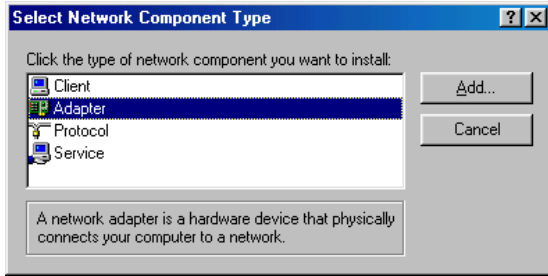 Select Network Component Type
Click the type of network component you want to install:
Client
Adapter
Protocol
Service
Add...
Cancel
A network adapter is a hardware device that physically
connects your computer to a network.